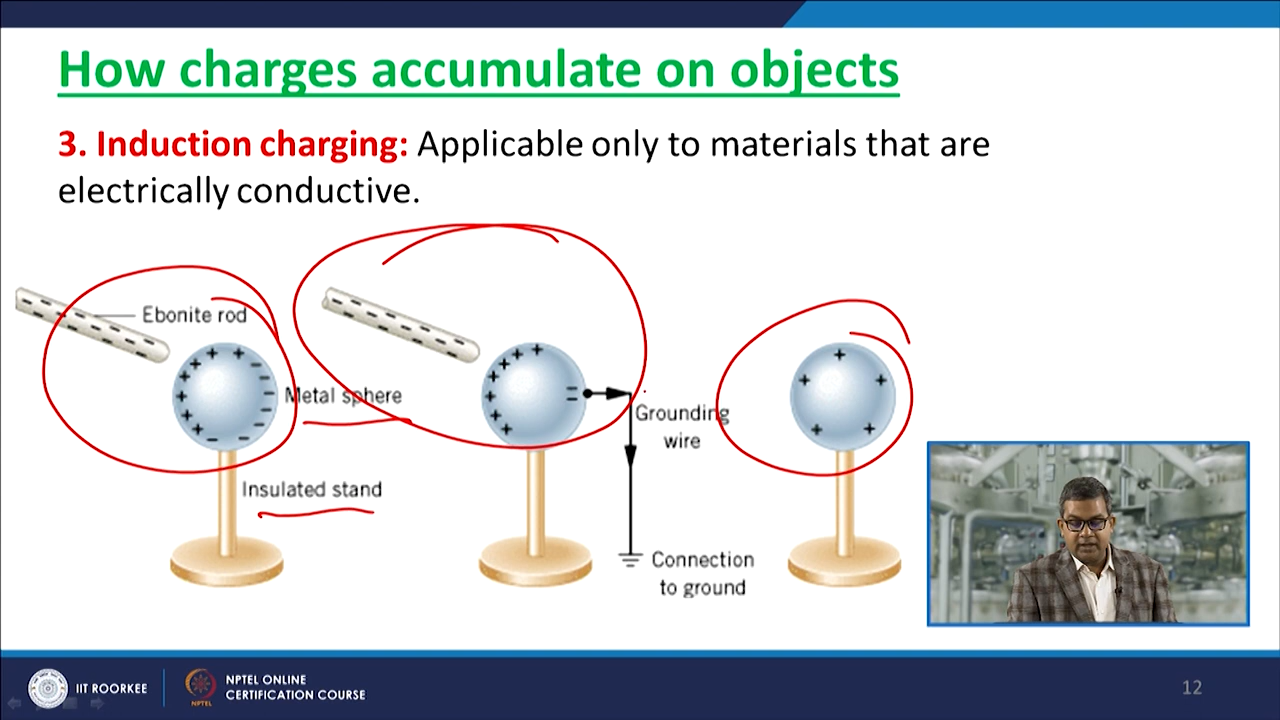 How charges accumulate on objects
3. Induction charging: Applicable only to materials that are
electrically conductive.
Ebonite rod
Metal sphere
Grounding
wire
Insulated stand
Connection
to ground
IIT ROORKEE
NPTEL
NPTEL ONLINE
CERTIFICATION COURSE
12